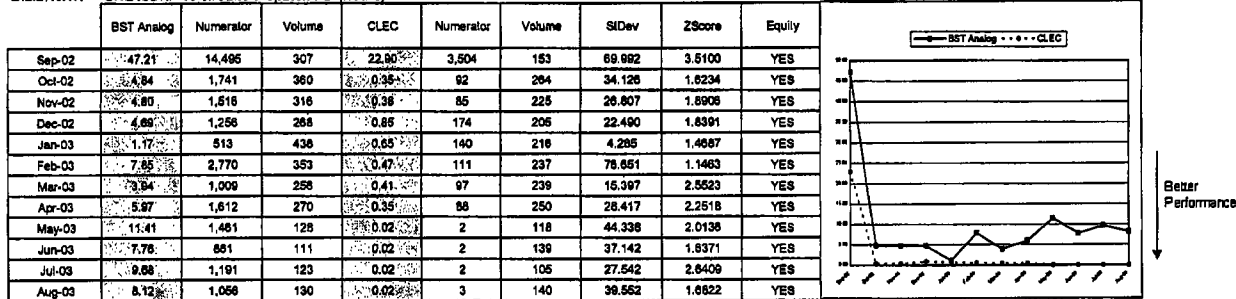 BST Analog Numerator Volume CLEC Numerator Volume StDev ZScore Equity
Sep-02 47.21 14,495 307 22.90 3,504 153 69.992 3.5100 YES
Oct-02 4.84 1,741 360 0.35 92 264 34.126 1.6234 YES
Nov-02 4.80 1,516 316 0.38 85 225 26.607 1.8906 YES
Dec-02 4.69 1,256 268 0.85 174 205 22.490 1.8391 YES
Jan-03 1.17 513 438 0.65 140 216 4.285 1.4687 YES
Feb-03 7.85 2,770 353 0.47 111 237 76.651 1.1463 YES
Mar-03 3.94 1,009 256 0.41 97 239 15.397 2.5523 YES
Apr-03 5.97 1,612 270 0.35 88 250 28.417 2.2518 YES
May-03 11.41 1,461 128 0.02 2 118 44.336 2.0136 YES
Jun-03 7.76 861 111 0.02 2 139 37.142 1.6371 YES
Jul-03 9.68 1,191 123 0.02 2 105 27.542 2.6409 YES
Aug-03 8.12 1,056 130 0.02 3 140 39.552 1.6822 YES
BST Analog CLEC
Better
Performance